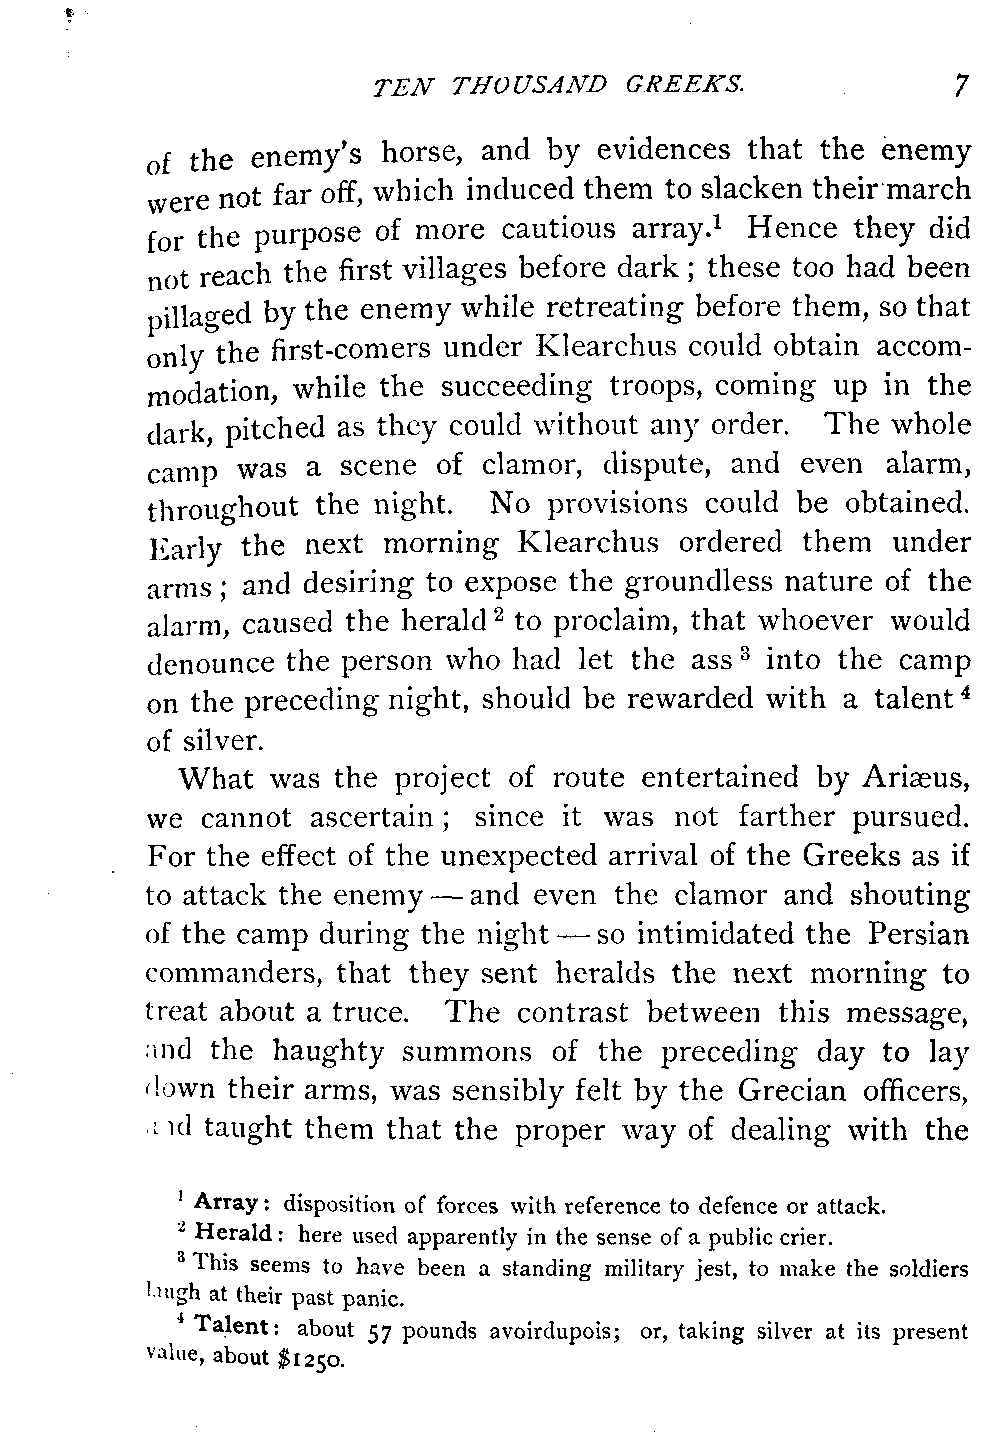 TEN THOUSAND GREEKS. 7
of the enemy's horse, and by evidences that the enemy
were not far off, which induced them to slacken their march
for the purpose of more cautious array.¹ Hence they did
not reach the first villages before dark ; these too had been
pillaged by the enemy while retreating before them, so that
only the first-comers under Klearchus could obtain accom-
modation, while the succeeding troops, coming up in the
dark, pitched as they could without any order. The whole
camp was a scene of clamor, dispute, and even alarm,
throughout the night. No provisions could be obtained.
Early the next morning Klearchus ordered them under
arms ; and desiring to expose the groundless nature of the
alarm, caused the herald ² to proclaim, that whoever would
denounce the person who had let the ass ³ into the camp
on the preceding night, should be rewarded with a talent ⁴
of silver.
What was the project of route entertained by Ariæus,
we cannot ascertain ; since it was not farther pursued.
For the effect of the unexpected arrival of the Greeks as if
to attack the enemy — and even the clamor and shouting
of the camp during the night — so intimidated the Persian
commanders, that they sent heralds the next morning to
treat about a truce. The contrast between this message,
and the haughty summons of the preceding day to lay
down their arms, was sensibly felt by the Grecian officers,
and taught them that the proper way of dealing with the
¹ Array : disposition of forces with reference to defence or attack.
² Herald : here used apparently in the sense of a public crier.
³ This seems to have been a standing military jest, to make the soldiers
laugh at their past panic.
⁴ Talent : about 57 pounds avoirdupois; or, taking silver at its present
value, about $1250.